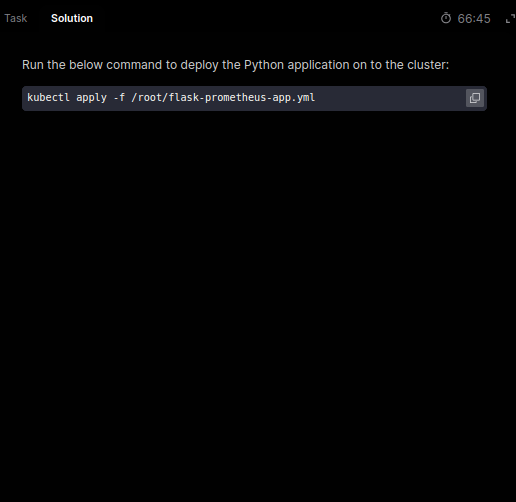 Task Solution 66:45
Run the below command to deploy the Python application on to the cluster:
kubectl apply -f /root/flask-prometheus-app.yml